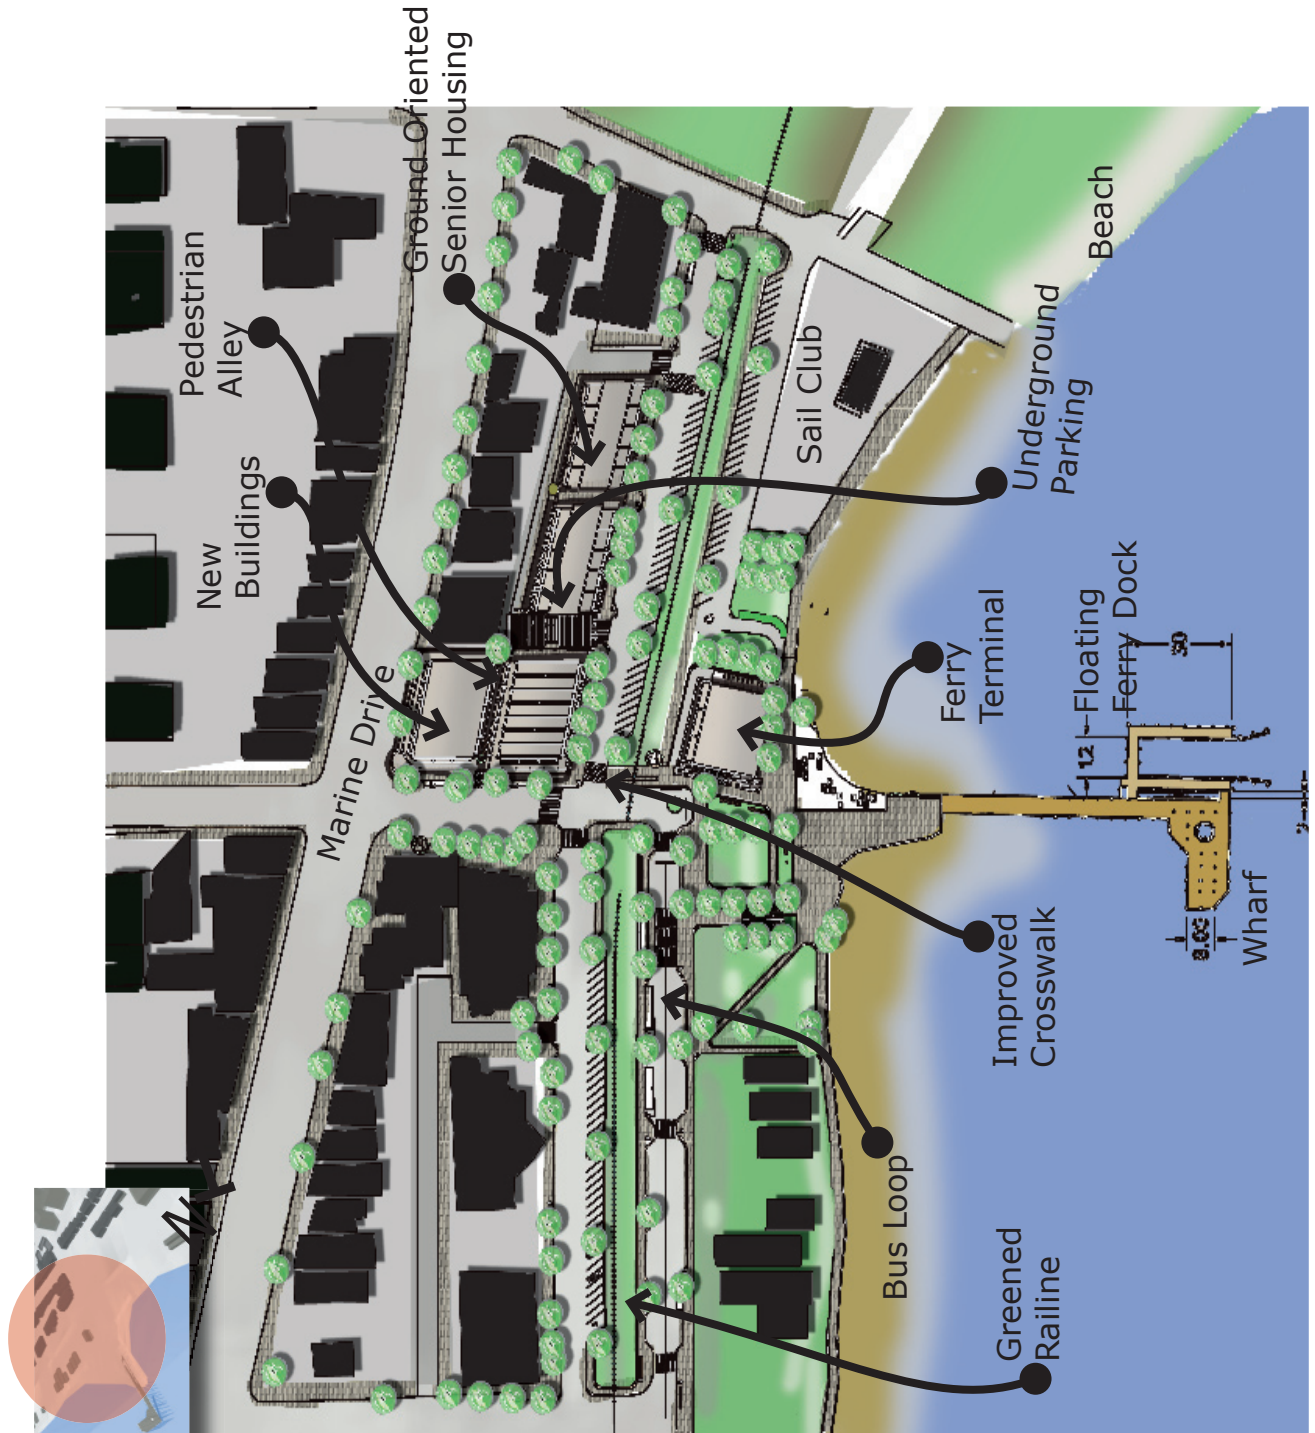 Ground Oriented
Senior Housing
Pedestrian
Alley
New
Buildings
Marine Drive
Sail Club
Beach
Underground
Parking
Ferry
Terminal
Floating
Ferry Dock
30
12
Wharf
Improved
Crosswalk
Bus Loop
Greened
Railine
N